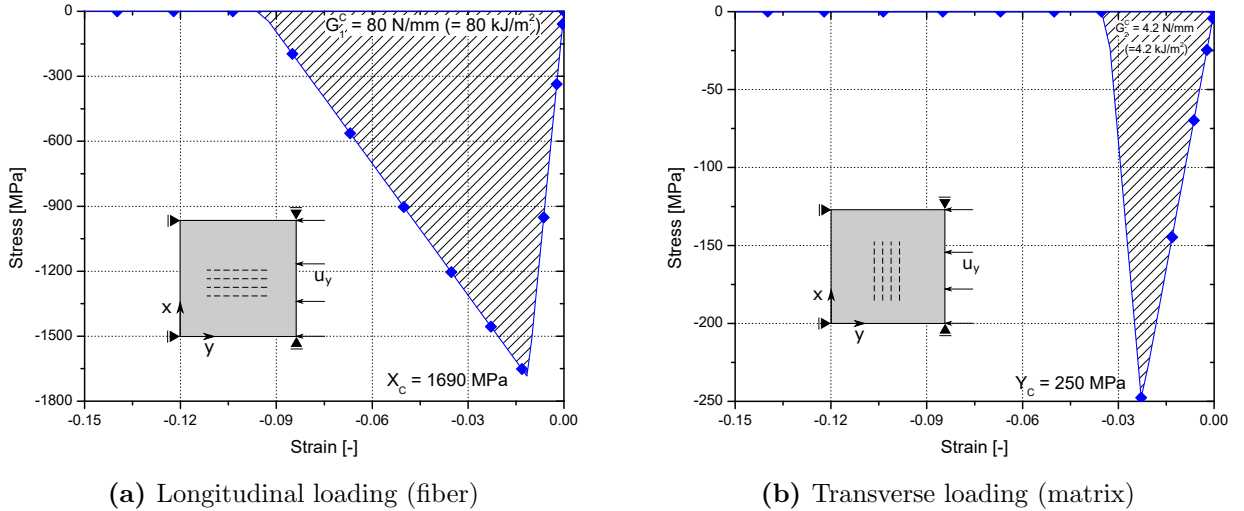 G₁ᶜ = 80 N/mm (= 80 kJ/m²)
0
-300
-600
-900
-1200
-1500
-1800
Stress [MPa]
x
y
u_y
X_C = 1690 MPa
-0.15
-0.12
-0.09
-0.06
-0.03
0.00
Strain [-]
(a) Longitudinal loading (fiber)
G₂ᶜ = 4.2 N/mm
(=4.2 kJ/m²)
0
-50
-100
-150
-200
-250
Stress [MPa]
x
y
u_y
Y_C = 250 MPa
-0.15
-0.12
-0.09
-0.06
-0.03
0.00
Strain [-]
(b) Transverse loading (matrix)